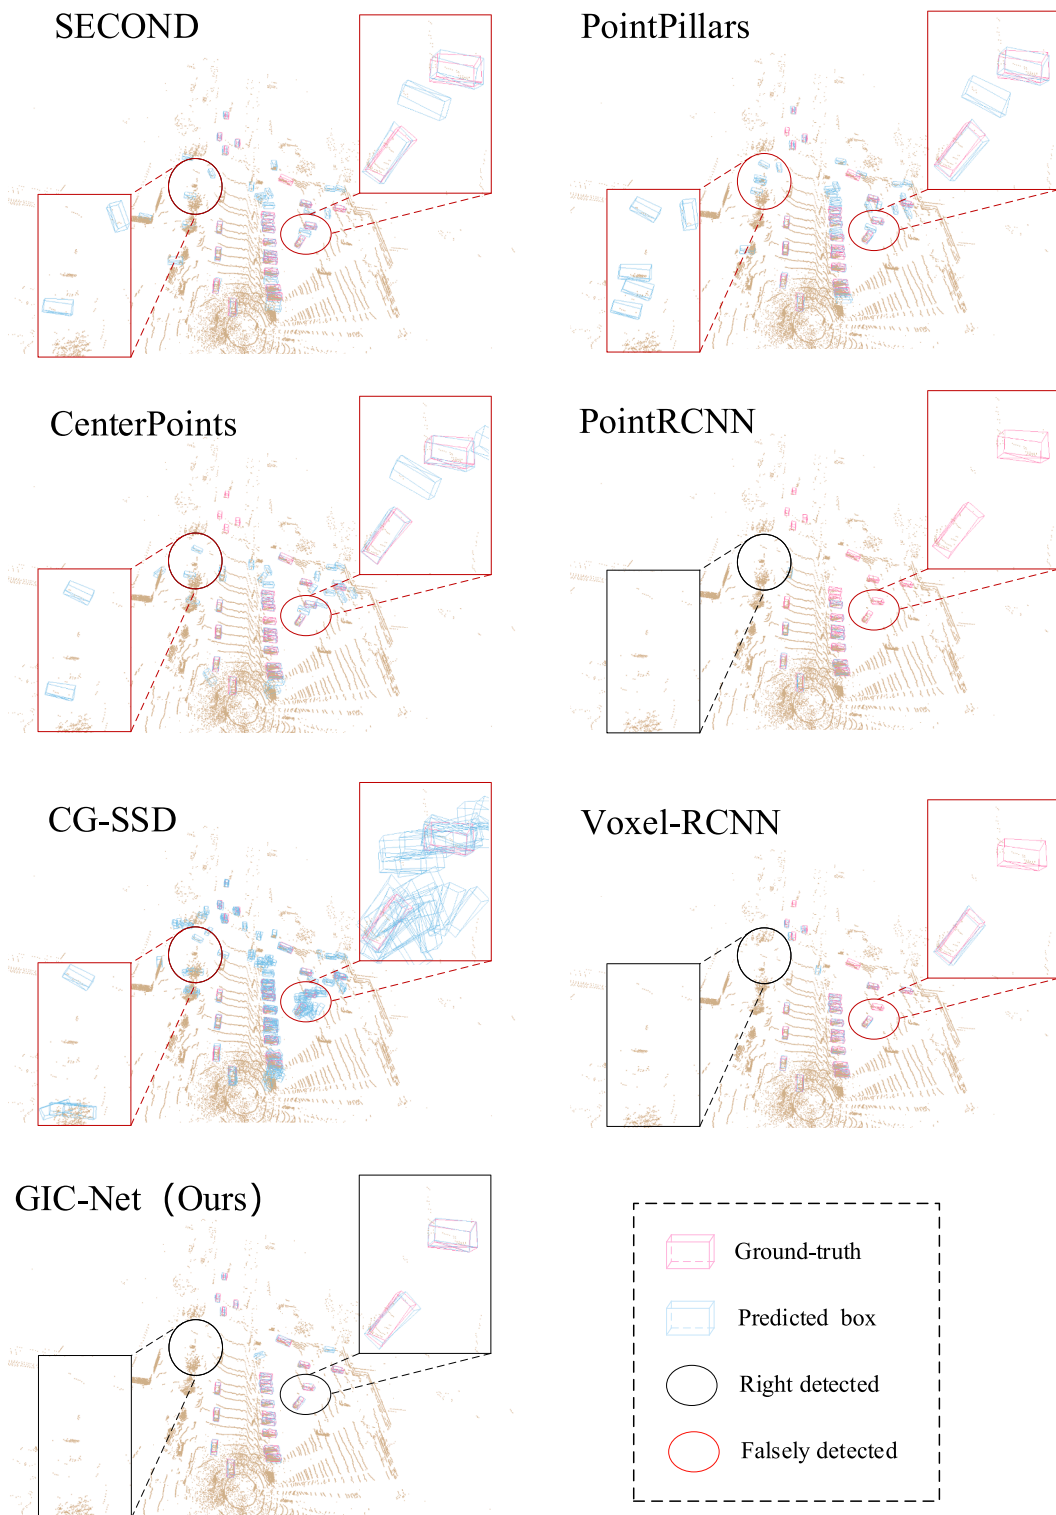 SECOND
PointPillars
CenterPoints
PointRCNN
CG-SSD
Voxel-RCNN
GIC-Net（Ours）
Ground-truth
Predicted box
Right detected
Falsely detected